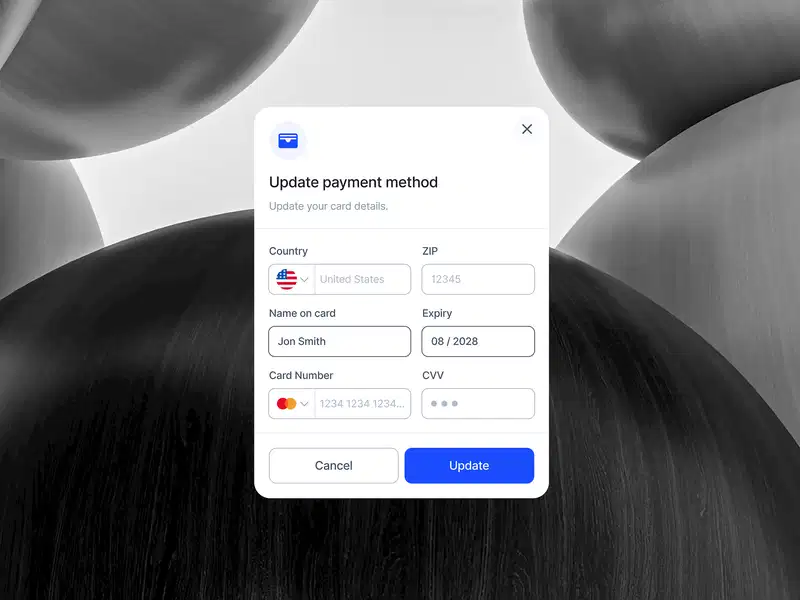 Update payment method
Update your card details.
Country
ZIP
United States
12345
Name on card
Expiry
Jon Smith
08 / 2028
Card Number
CVV
1234 1234 1234...
Cancel
Update